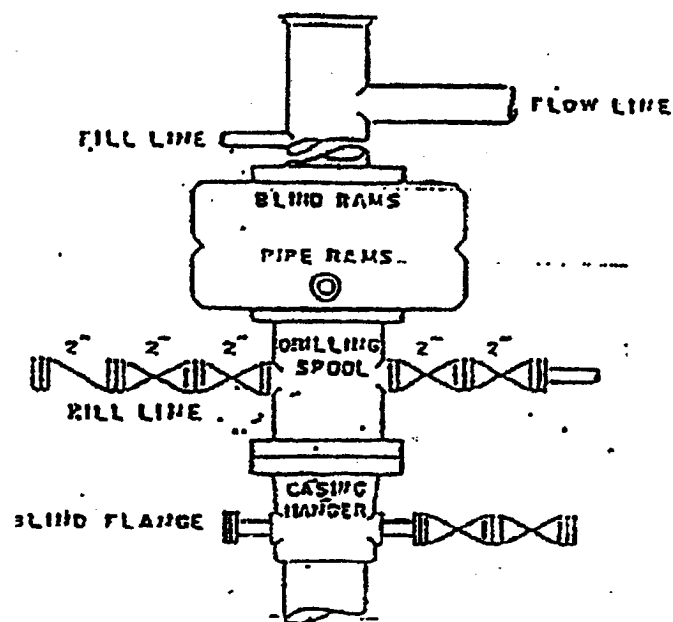 FLOW LINE
FILL LINE
BLIND RAMS
PIPE RAMS
2" 2" 2" DRILLING SPOOL 2" 2"
KILL LINE
CASING HANGER
BLIND FLANGE